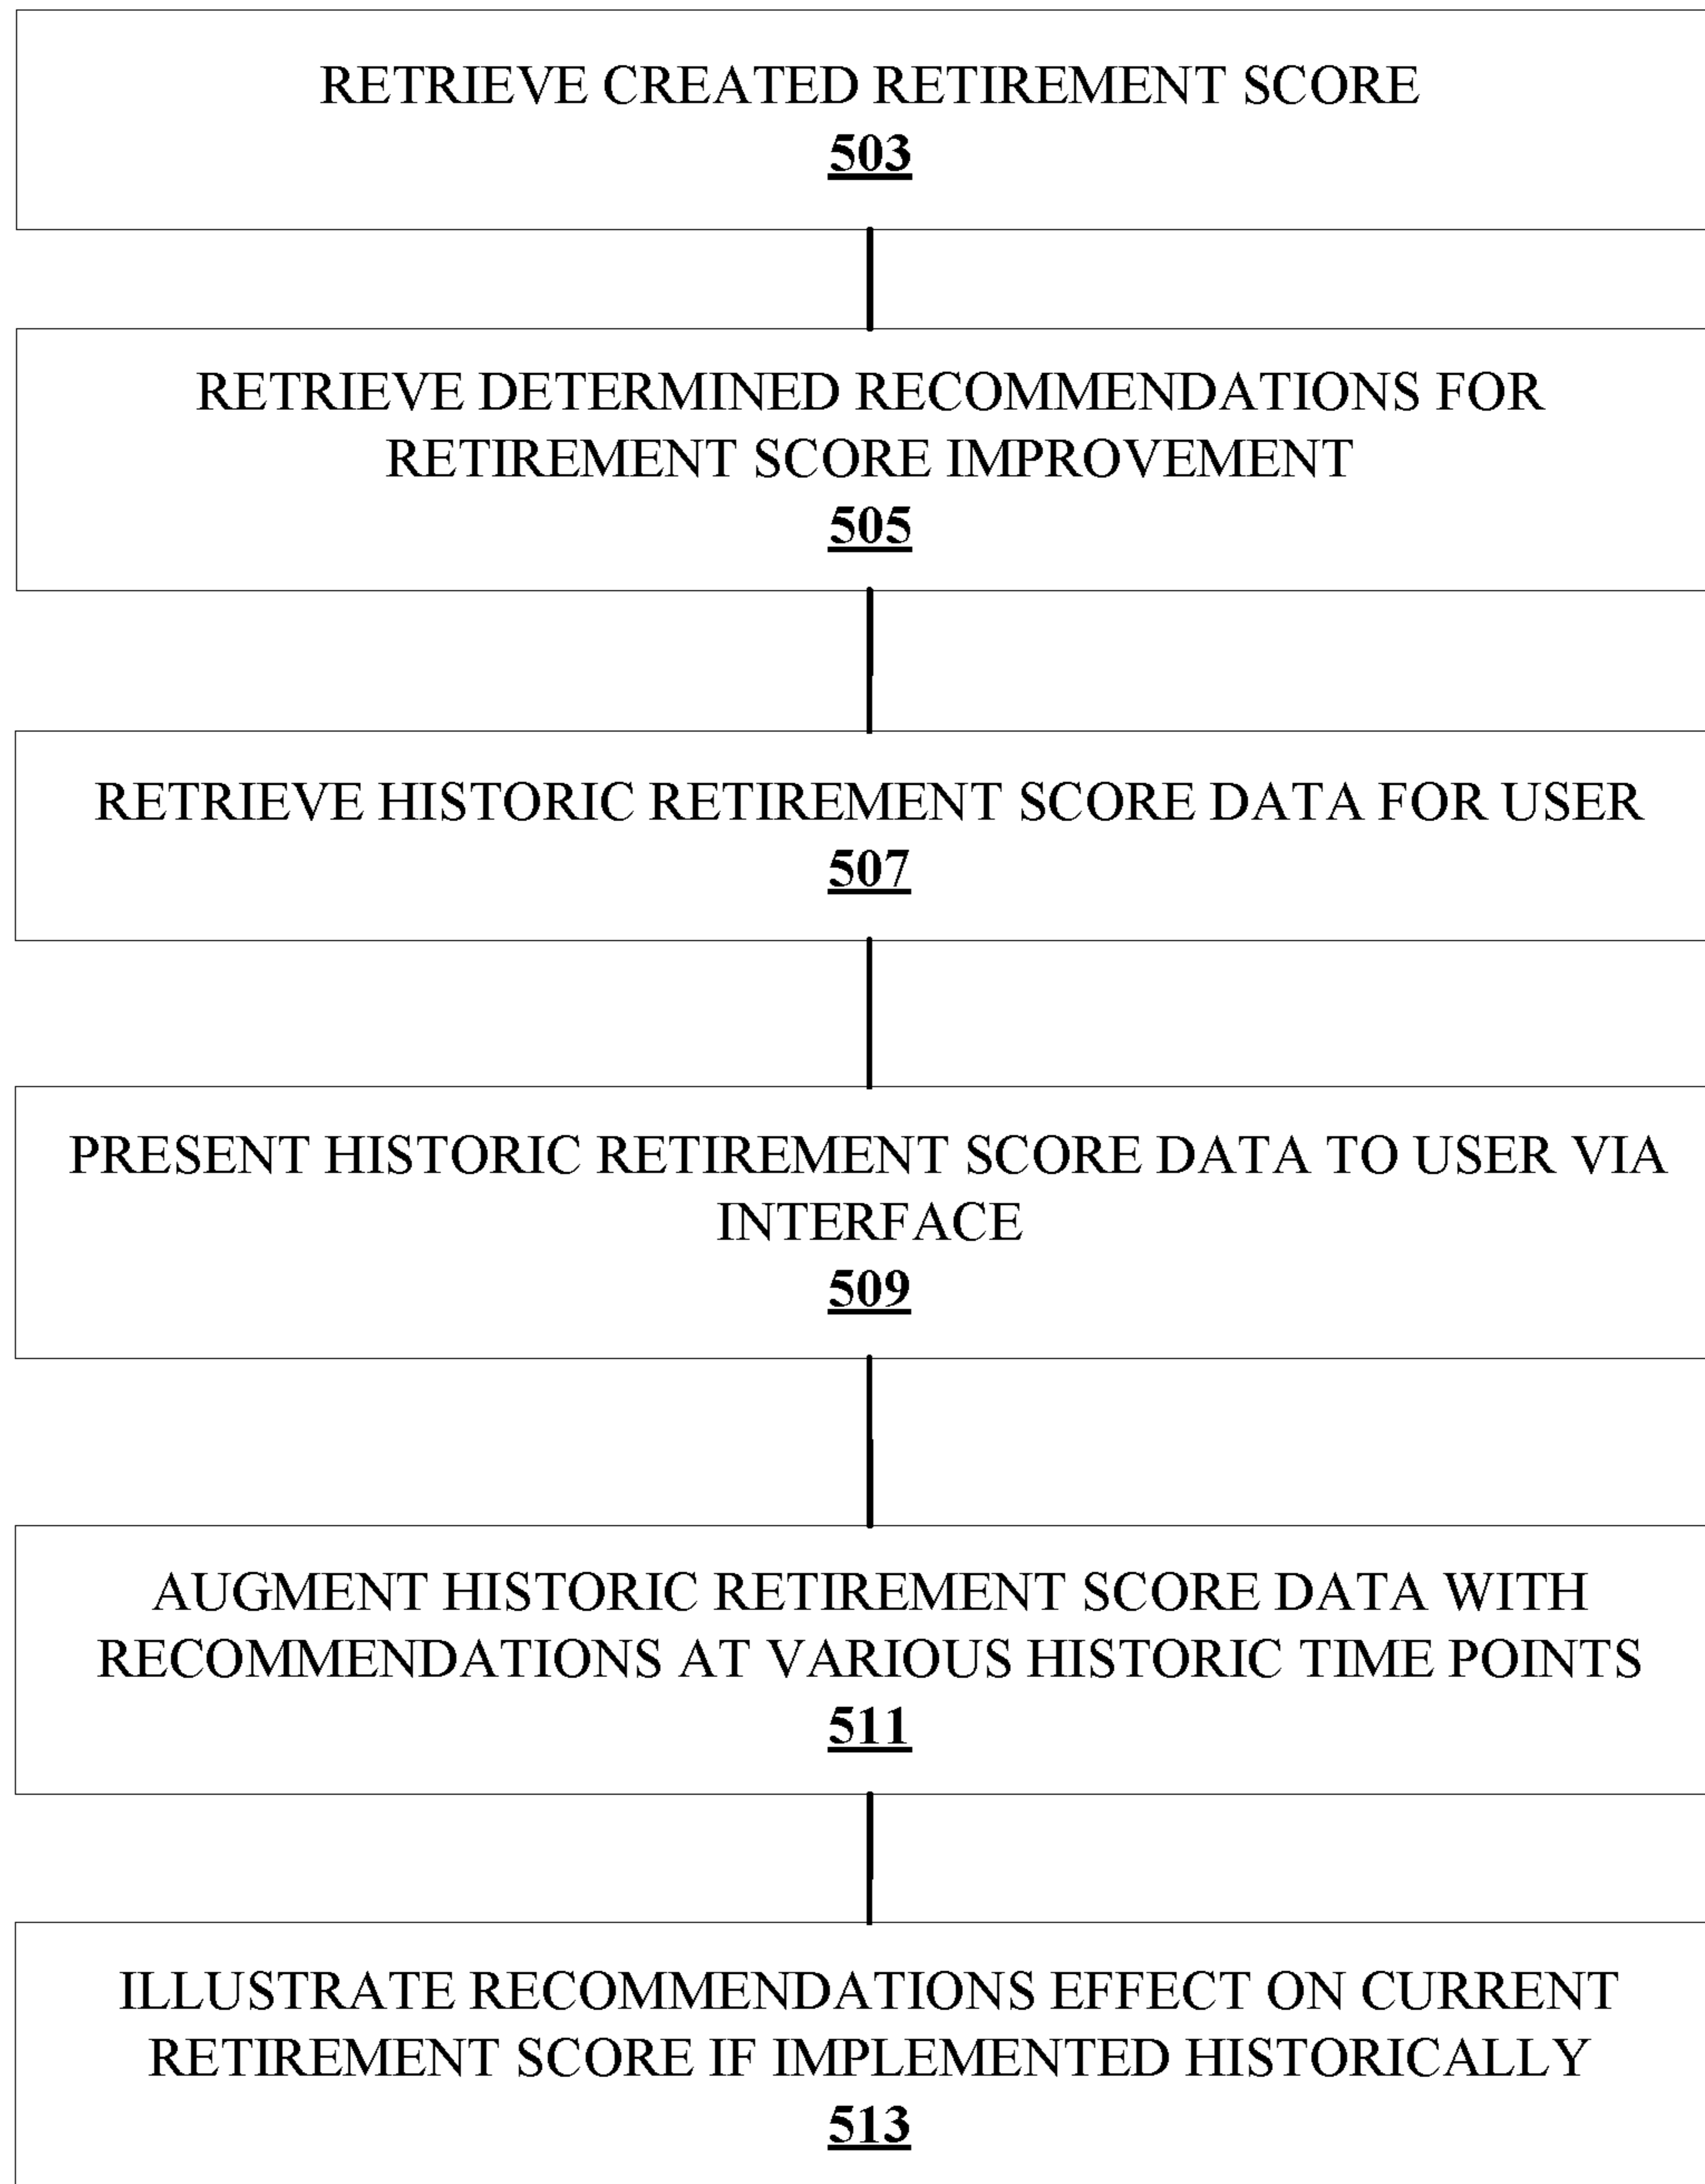 RETRIEVE CREATED RETIREMENT SCORE
503
RETRIEVE DETERMINED RECOMMENDATIONS FOR
RETIREMENT SCORE IMPROVEMENT
505
RETRIEVE HISTORIC RETIREMENT SCORE DATA FOR USER
507
PRESENT HISTORIC RETIREMENT SCORE DATA TO USER VIA
INTERFACE
509
AUGMENT HISTORIC RETIREMENT SCORE DATA WITH
RECOMMENDATIONS AT VARIOUS HISTORIC TIME POINTS
511
ILLUSTRATE RECOMMENDATIONS EFFECT ON CURRENT
RETIREMENT SCORE IF IMPLEMENTED HISTORICALLY
513